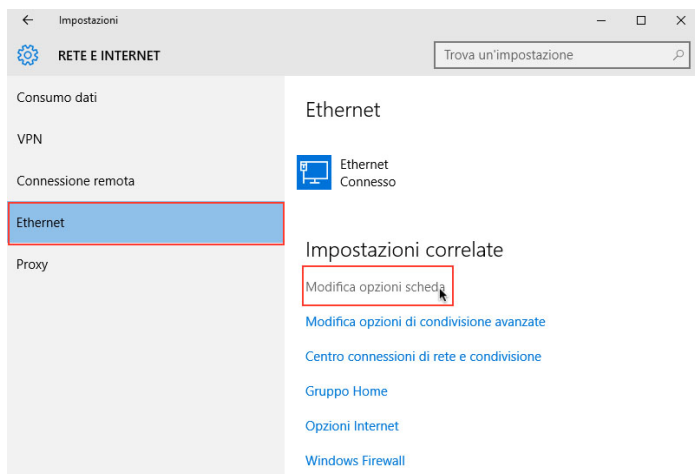 Impostazioni
RETE E INTERNET
Trova un'impostazione
Consumo dati
VPN
Connessione remota
Ethernet
Proxy
Ethernet
Ethernet
Connesso
Impostazioni correlate
Modifica opzioni scheda
Modifica opzioni di condivisione avanzate
Centro connessioni di rete e condivisione
Gruppo Home
Opzioni Internet
Windows Firewall